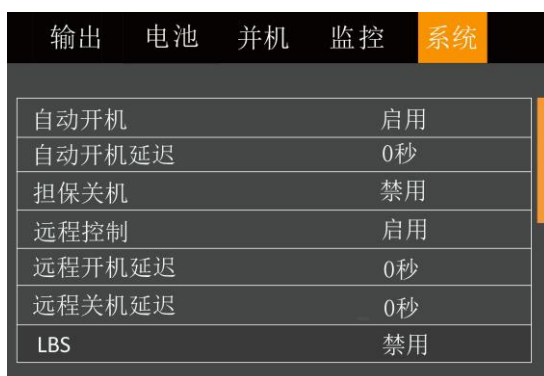 输出 电池 并机 监控 系统
自动开机 启用
自动开机延迟 0秒
担保关机 禁用
远程控制 启用
远程开机延迟 0秒
远程关机延迟 0秒
LBS 禁用